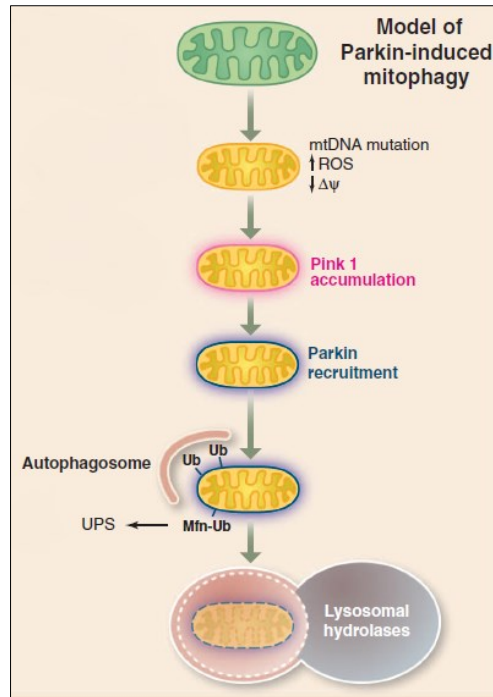 Model of
Parkin-induced
mitophagy
mtDNA mutation
↑ ROS
↓ Δψ
Pink 1
accumulation
Parkin
recruitment
Autophagosome
Ub
Ub
UPS
Mfn-Ub
Lysosomal
hydrolases